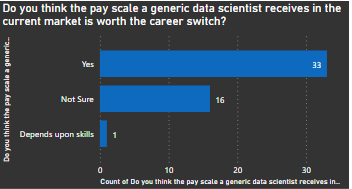 Do you think the pay scale a generic data scientist receives in the
current market is worth the career switch?
Do you think the pay scale a generic...
Yes
33
Not Sure
16
Depends upon skills
1
0
10
20
30
Count of Do you think the pay scale a generic data scientist receives in...